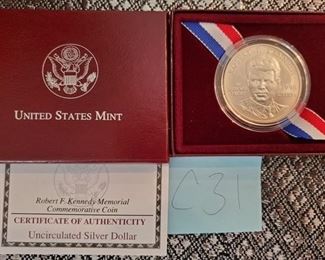 UNITED STATES MINT
Robert F. Kennedy Memorial
Commemorative Coin
CERTIFICATE OF AUTHENTICITY
Uncirculated Silver Dollar
C31